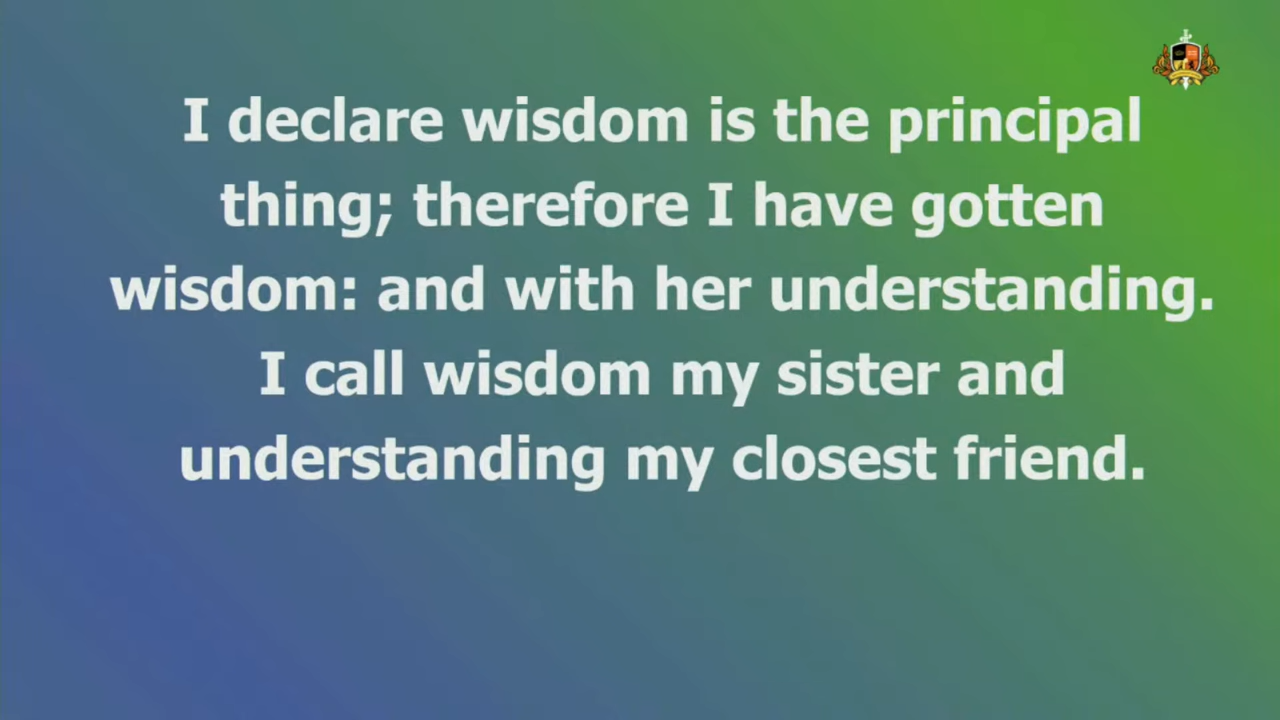 I declare wisdom is the principal
thing; therefore I have gotten
wisdom: and with her understanding.
I call wisdom my sister and
understanding my closest friend.